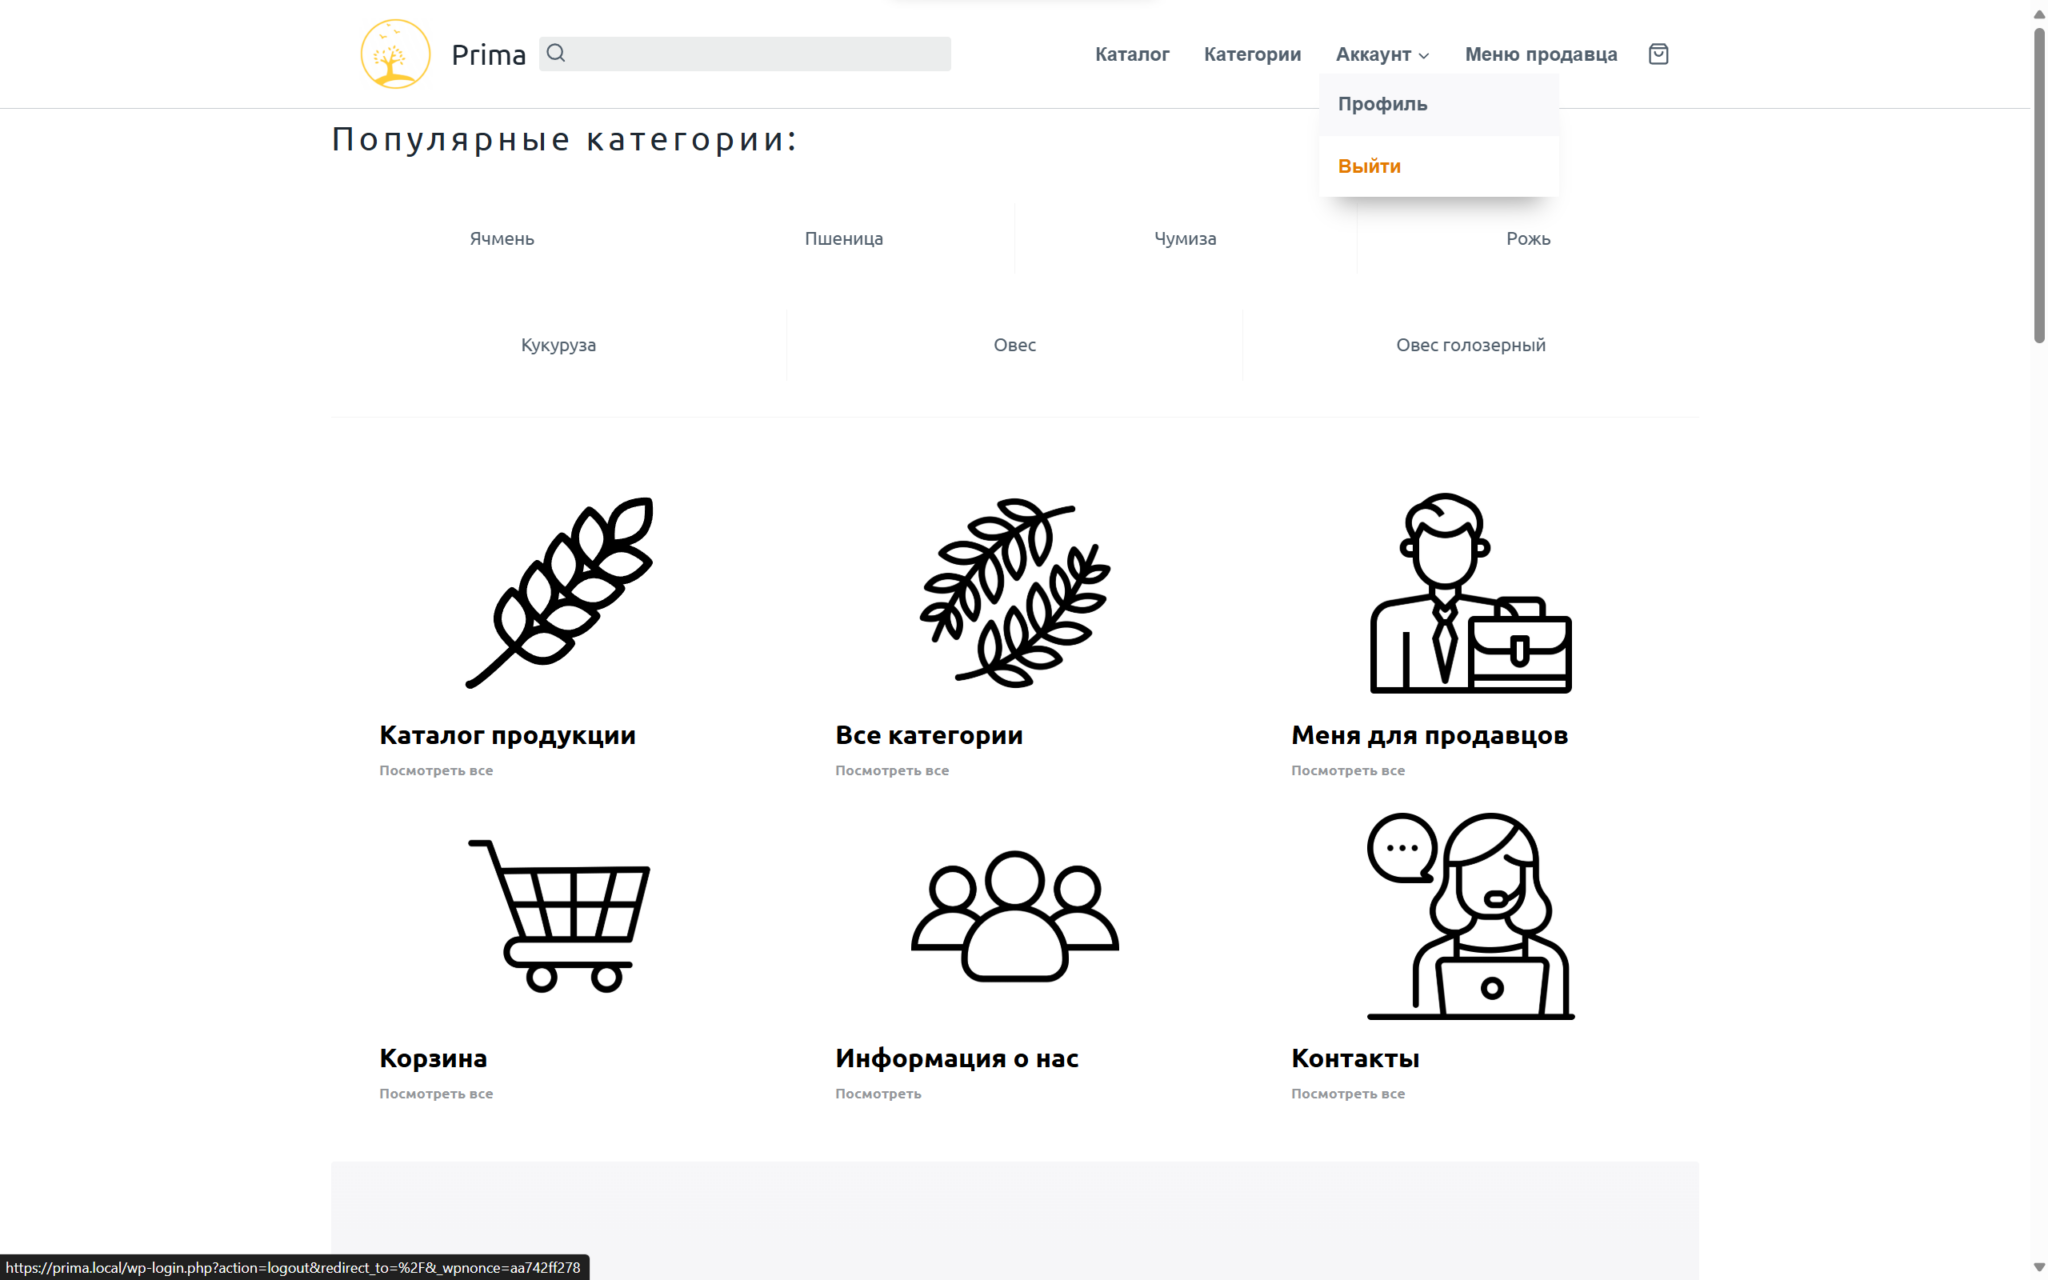 Prima
Каталог
Категории
Аккаунт
Меню продавца
Профиль
Выйти
Популярные категории:
Ячмень
Пшеница
Чумиза
Рожь
Кукуруза
Овес
Овес голозерный
Каталог продукции
Посмотреть все
Все категории
Посмотреть все
Меня для продавцов
Посмотреть все
Корзина
Посмотреть все
Информация о нас
Посмотреть
Контакты
Посмотреть все
https://prima.local/wp-login.php?action=logout&redirect_to=%2F&_wpnonce=aa742ff278